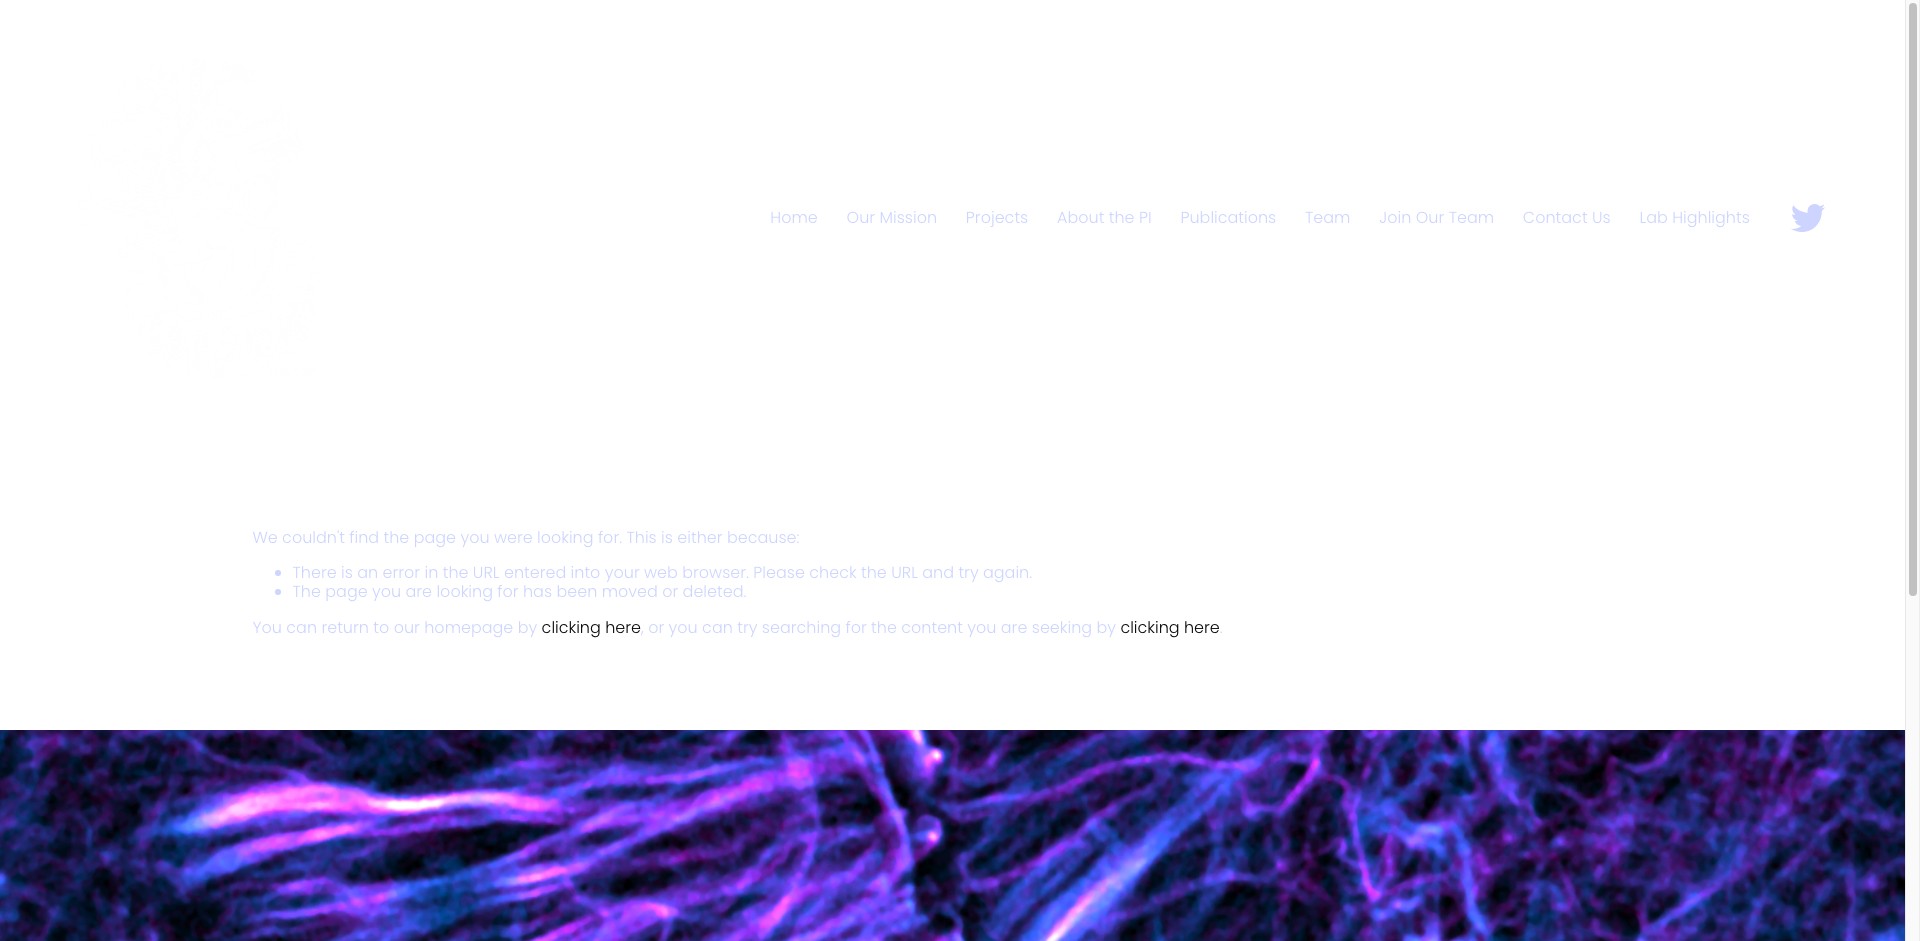 Home Our Mission Projects About the PI Publications Team Join Our Team Contact Us Lab Highlights
We couldn't find the page you were looking for. This is either because:
There is an error in the URL entered into your web browser. Please check the URL and try again.
The page you are looking for has been moved or deleted.
You can return to our homepage by clicking here, or you can try searching for the content you are seeking by clicking here.